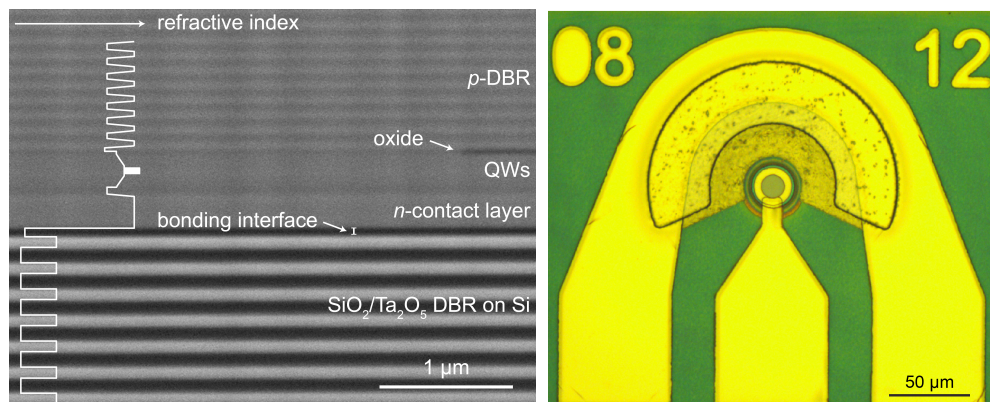 refractive index
p-DBR
oxide
QWs
n-contact layer
bonding interface
SiO₂/Ta₂O₅ DBR on Si
1 µm
08
12
50 µm